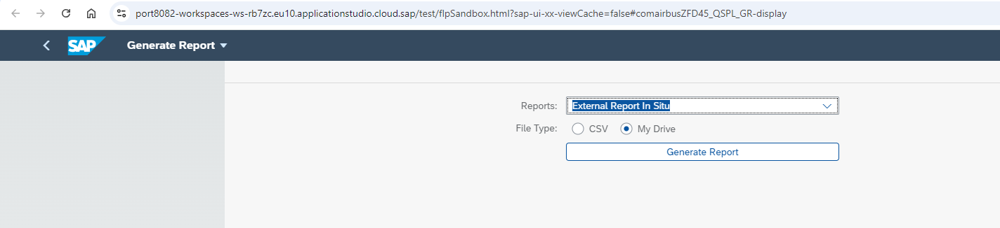 port8082-workspaces-ws-rb7zc.eu10.applicationstudio.cloud.sap/test/flpSandbox.html?sap-ui-xx-viewCache=false#comairbusZFD45_QSPL_GR-display
SAP Generate Report
Reports: External Report In Situ
File Type: CSV My Drive
Generate Report